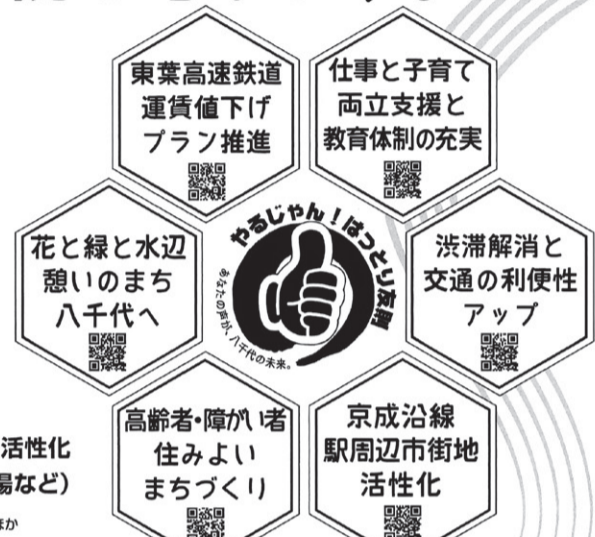 東葉高速鉄道
運賃値下げ
プラン推進
仕事と子育て
両立支援と
教育体制の充実
花と緑と水辺
憩いのまち
八千代へ
やるじゃん!はっとり友則
あなたの声が、八千代の未来。
渋滞解消と
交通の利便性
アップ
高齢者・障がい者
住みよい
まちづくり
京成沿線
駅周辺市街地
活性化
活性化
場など)
ほか